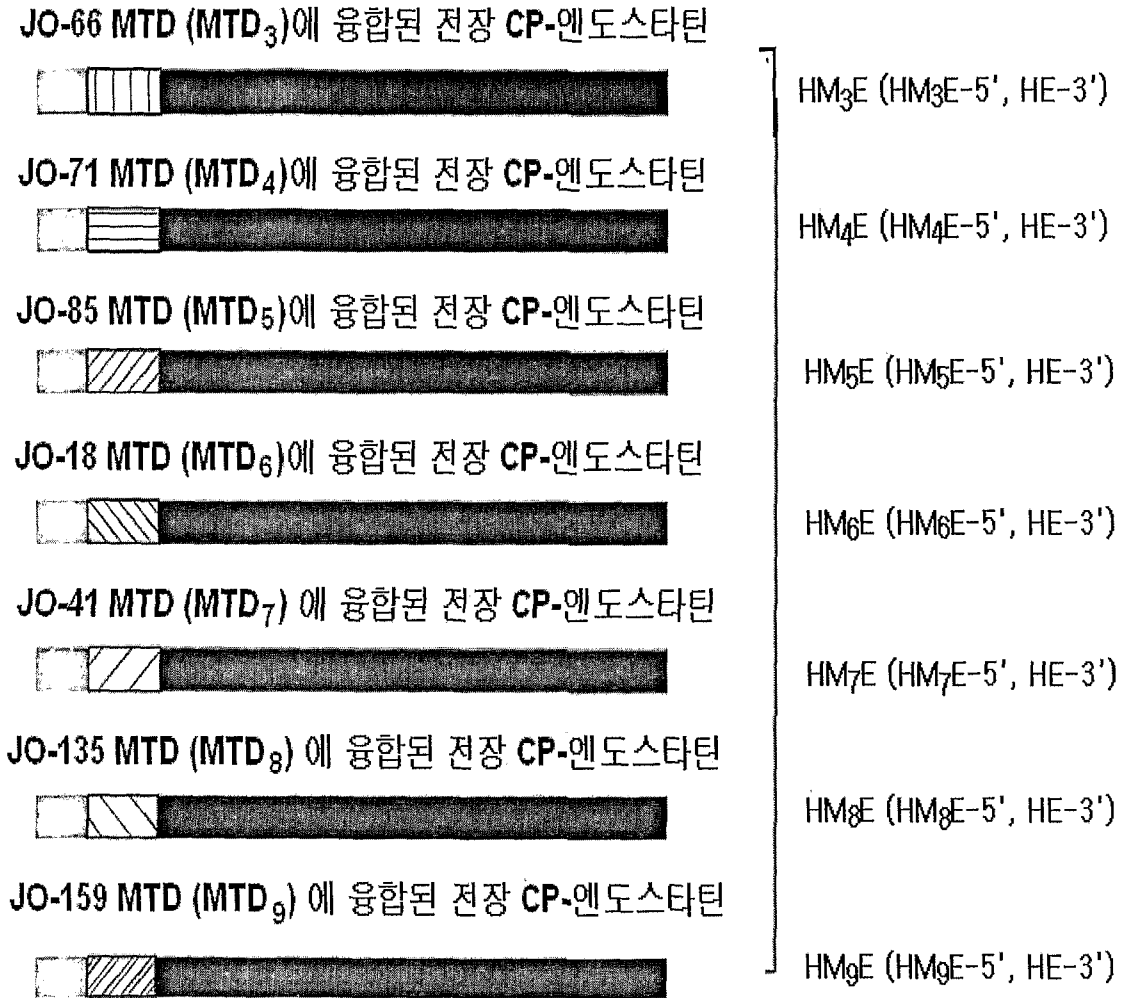 JO-66 MTD (MTD3)에 융합된 전장 CP-엔도스타틴
HM3E (HM3E-5', HE-3')
JO-71 MTD (MTD4)에 융합된 전장 CP-엔도스타틴
HM4E (HM4E-5', HE-3')
JO-85 MTD (MTD5)에 융합된 전장 CP-엔도스타틴
HM5E (HM5E-5', HE-3')
JO-18 MTD (MTD6)에 융합된 전장 CP-엔도스타틴
HM6E (HM6E-5', HE-3')
JO-41 MTD (MTD7) 에 융합된 전장 CP-엔도스타틴
HM7E (HM7E-5', HE-3')
JO-135 MTD (MTD8) 에 융합된 전장 CP-엔도스타틴
HM8E (HM8E-5', HE-3')
JO-159 MTD (MTD9) 에 융합된 전장 CP-엔도스타틴
HM9E (HM9E-5', HE-3')